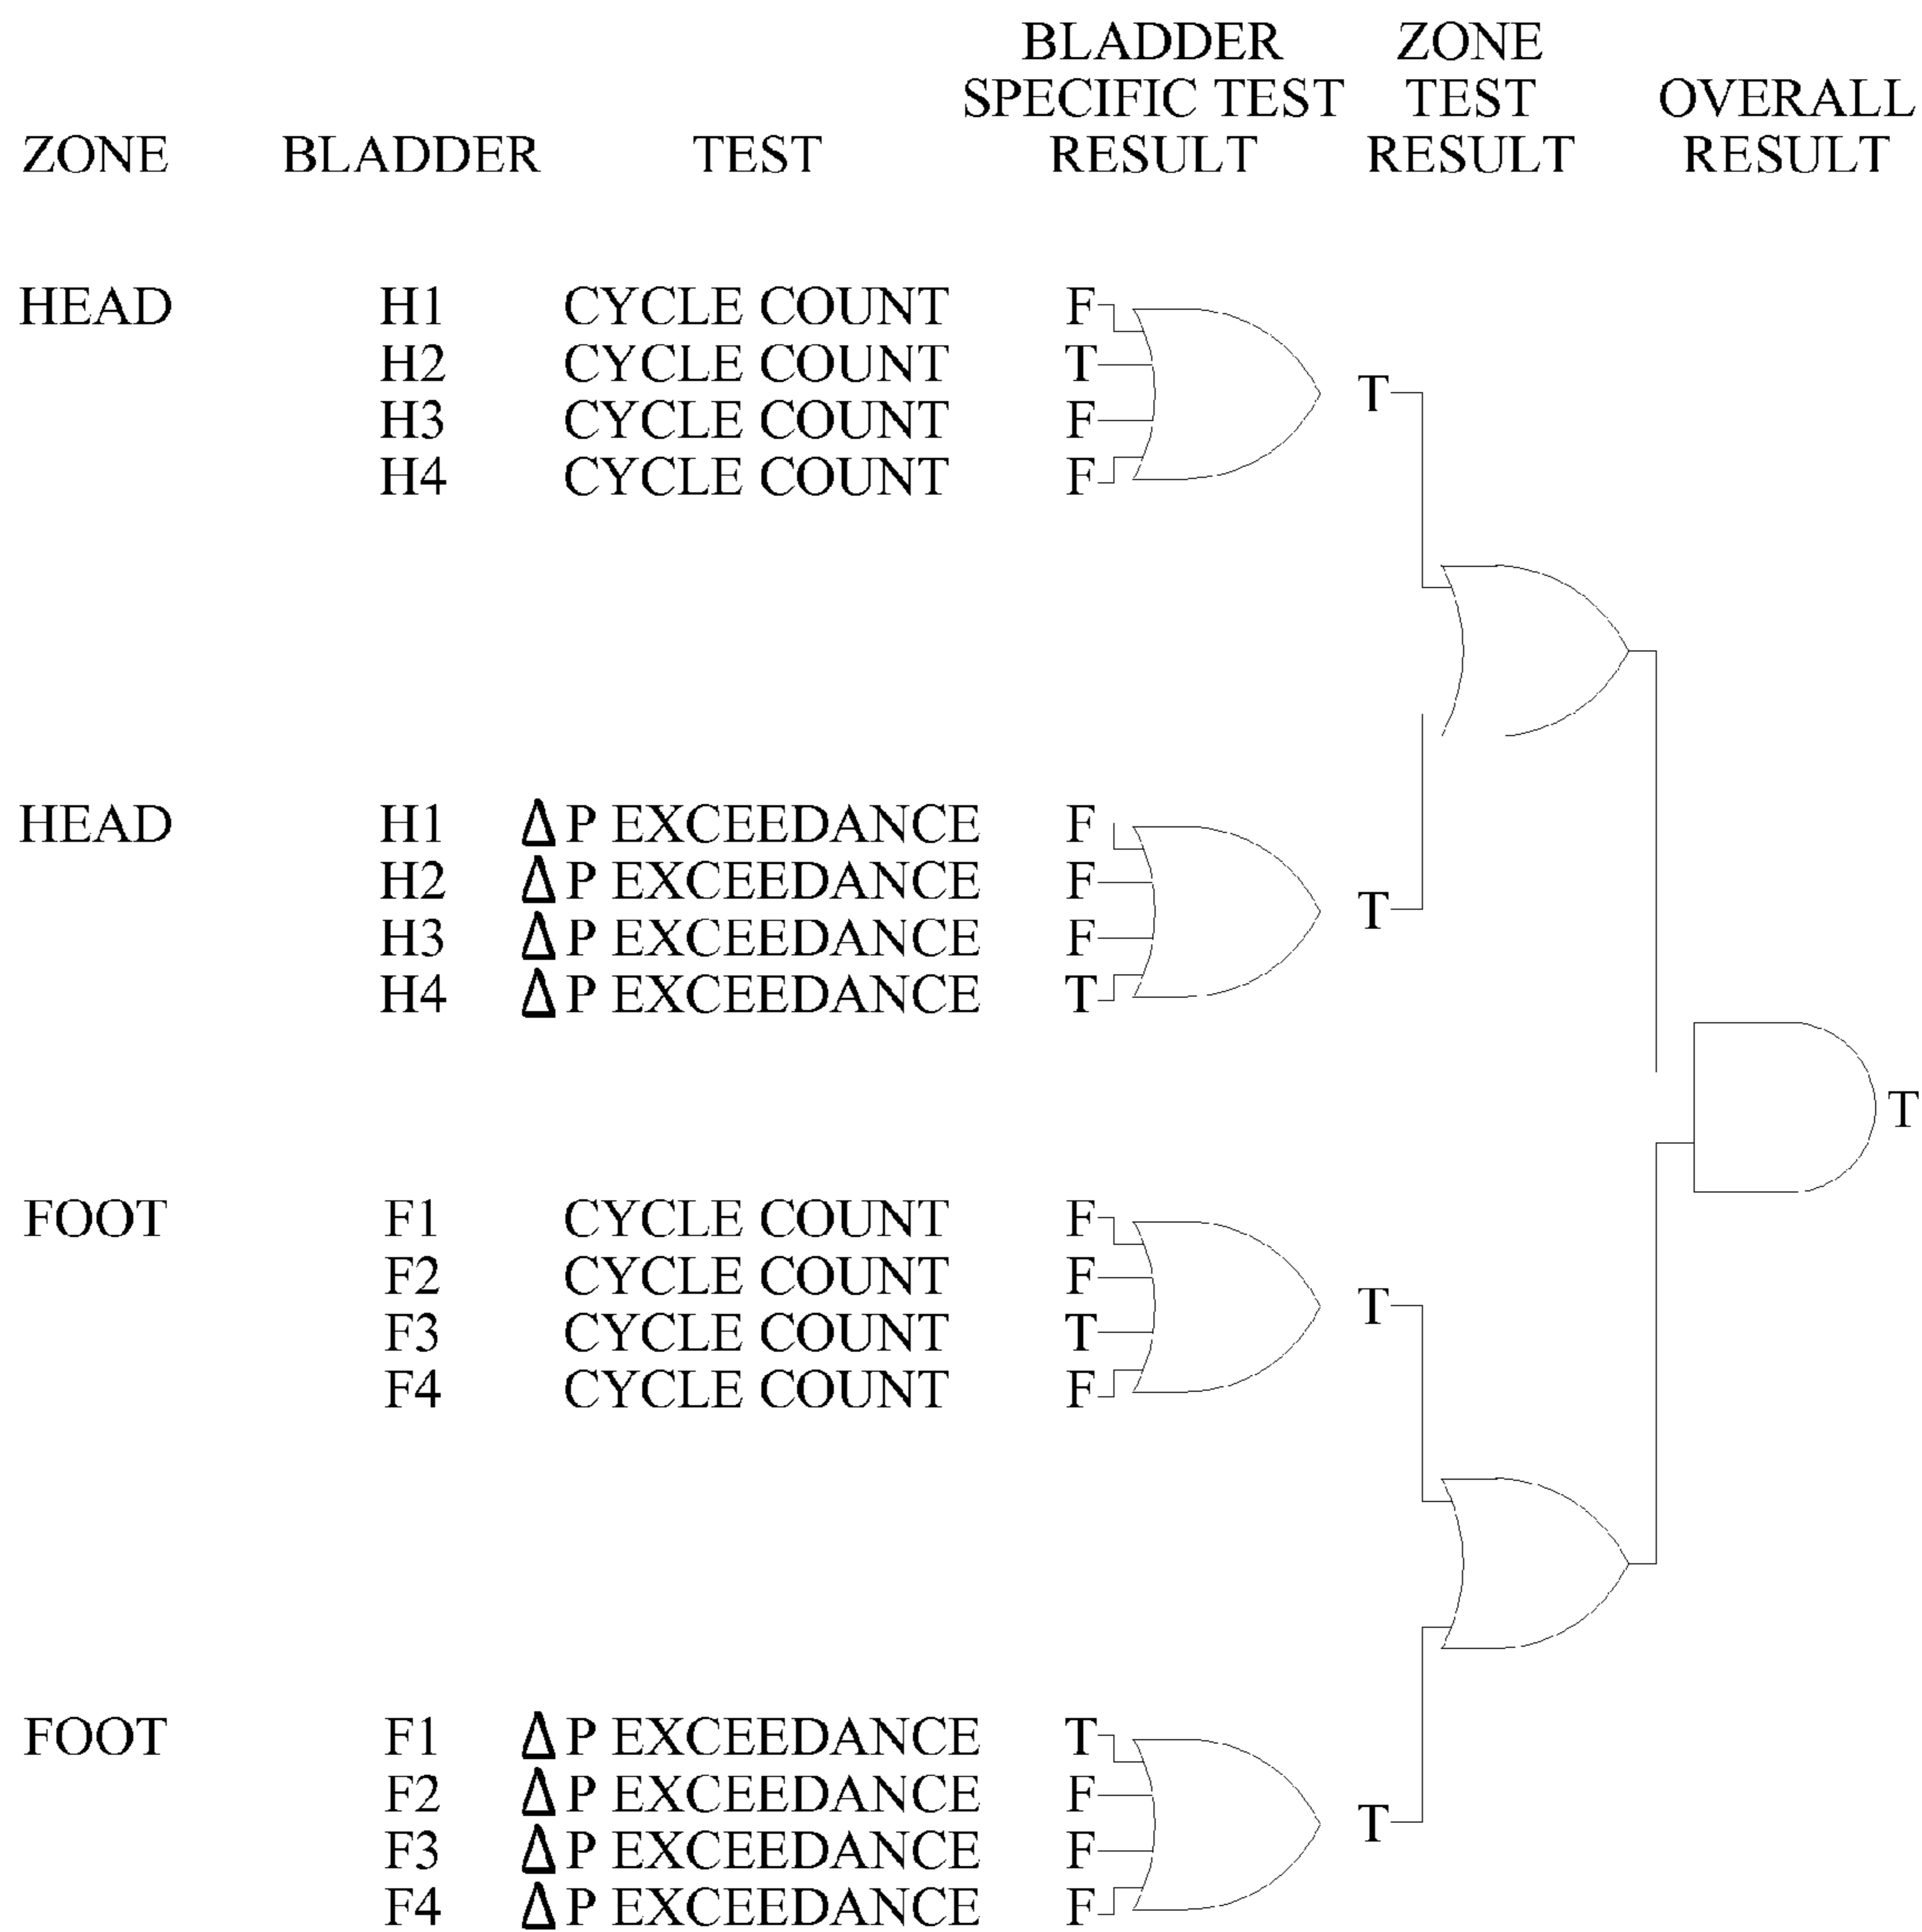 BLADDER ZONE
SPECIFIC TEST TEST OVERALL
ZONE BLADDER TEST RESULT RESULT RESULT
HEAD H1 CYCLE COUNT F
H2 CYCLE COUNT T
T
H3 CYCLE COUNT F
H4 CYCLE COUNT F
HEAD H1 Δ P EXCEEDANCE F
H2 Δ P EXCEEDANCE F
T
H3 Δ P EXCEEDANCE F
H4 Δ P EXCEEDANCE T
T
FOOT F1 CYCLE COUNT F
F2 CYCLE COUNT F
T
F3 CYCLE COUNT T
F4 CYCLE COUNT F
FOOT F1 Δ P EXCEEDANCE T
F2 Δ P EXCEEDANCE F
T
F3 Δ P EXCEEDANCE F
F4 Δ P EXCEEDANCE F